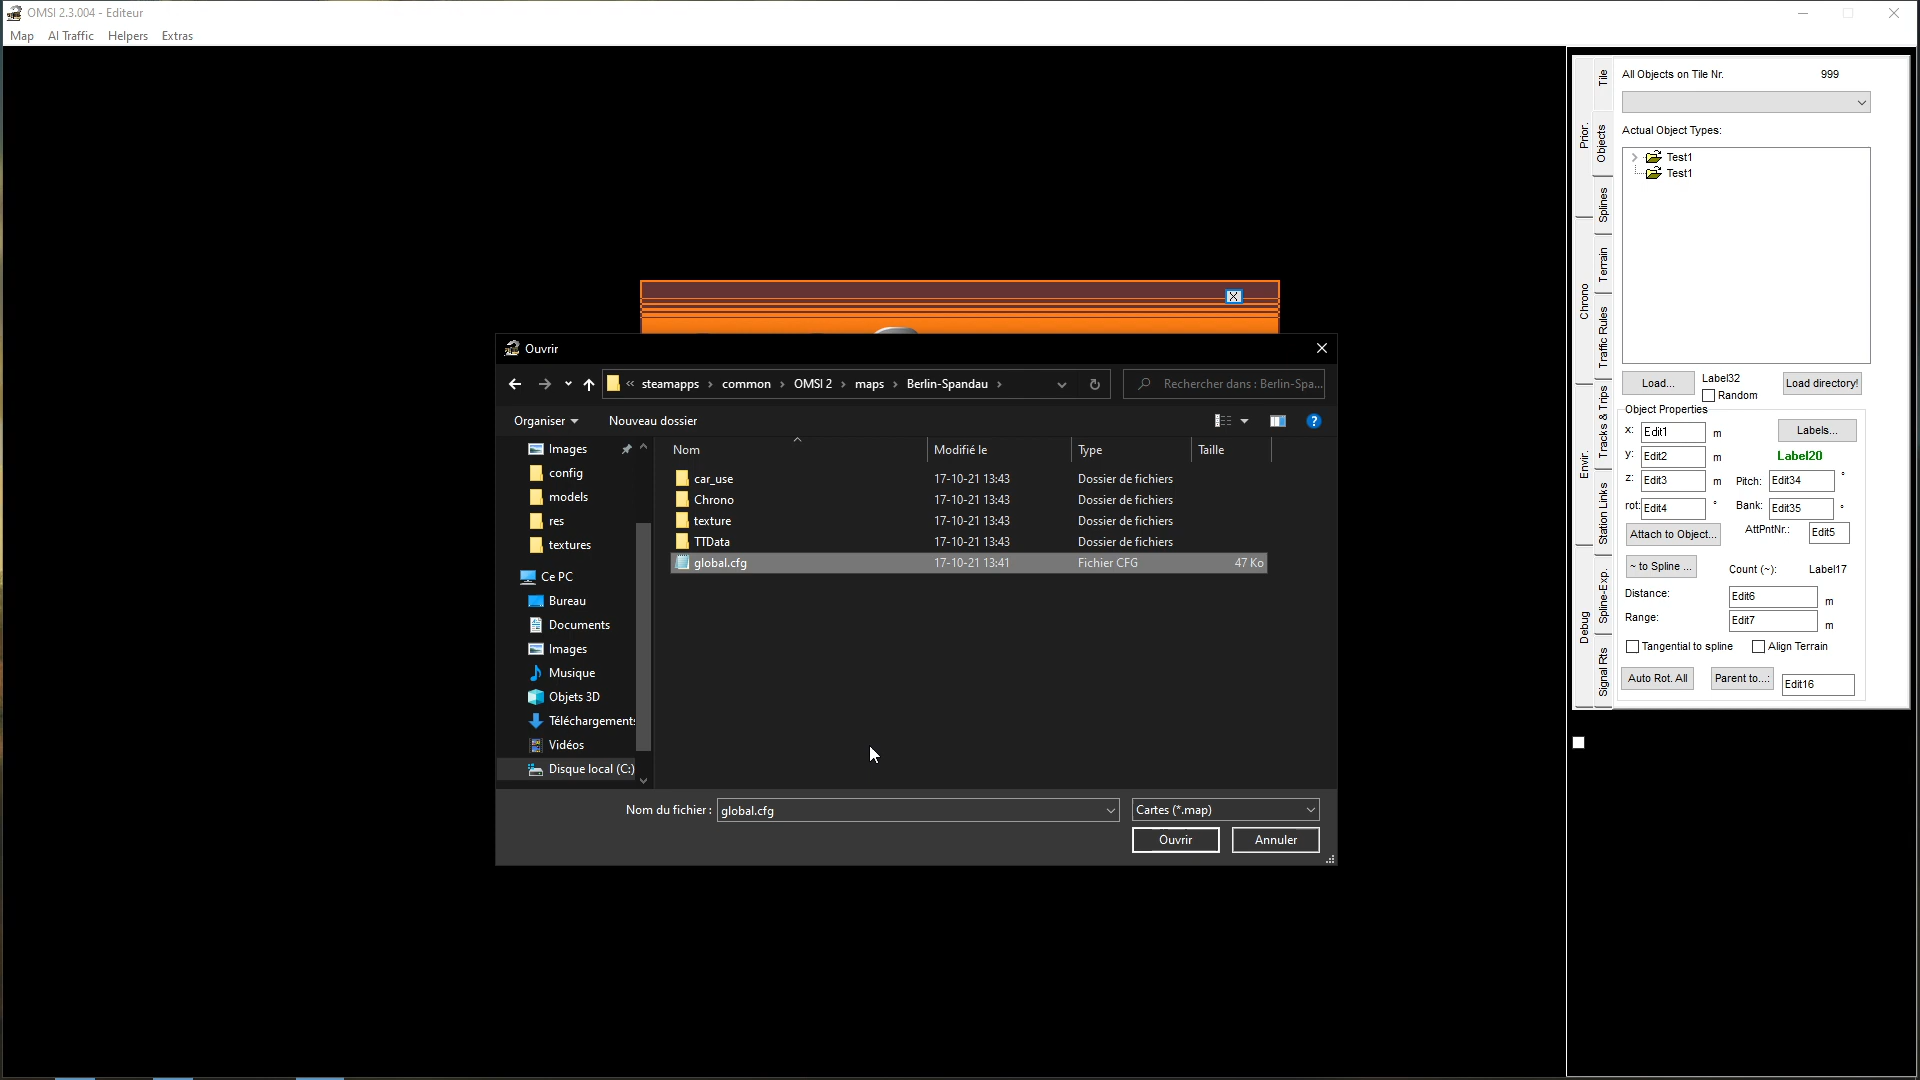 OMSI 2.3.004 - Editeur
Map AI Traffic Helpers Extras
Tile
Objects
Splines
Terrain
Traffic Rules
Tracks & Trips
Station Links
Spline-Exp.
Signal Rts
Prior.
Chrono
Envir.
Debug
All Objects on Tile Nr. 999
Actual Object Types:
Test1
Test1
Load... Label32 Load directory!
Random
Object Properties
x: Edit1 m Labels...
y: Edit2 m Label20
z: Edit3 m Pitch: Edit34 °
rot: Edit4 ° Bank: Edit35 °
Attach to Object... AttPntNr.: Edit5
~ to Spline ... Count (~): Label17
Distance: Edit6 m
Range: Edit7 m
Tangential to spline Align Terrain
Auto Rot. All Parent to...: Edit16
X
Ouvrir
« steamapps > common > OMSI 2 > maps > Berlin-Spandau > Rechercher dans : Berlin-Spa...
Organiser Nouveau dossier ?
Images
config
models
res
textures
Ce PC
Bureau
Documents
Images
Musique
Objets 3D
Téléchargements
Vidéos
Disque local (C:)
Nom Modifié le Type Taille
car_use 17-10-21 13:43 Dossier de fichiers
Chrono 17-10-21 13:43 Dossier de fichiers
texture 17-10-21 13:43 Dossier de fichiers
TTData 17-10-21 13:43 Dossier de fichiers
global.cfg 17-10-21 13:41 Fichier CFG 47 Ko
Nom du fichier : global.cfg Cartes (*.map)
Ouvrir Annuler